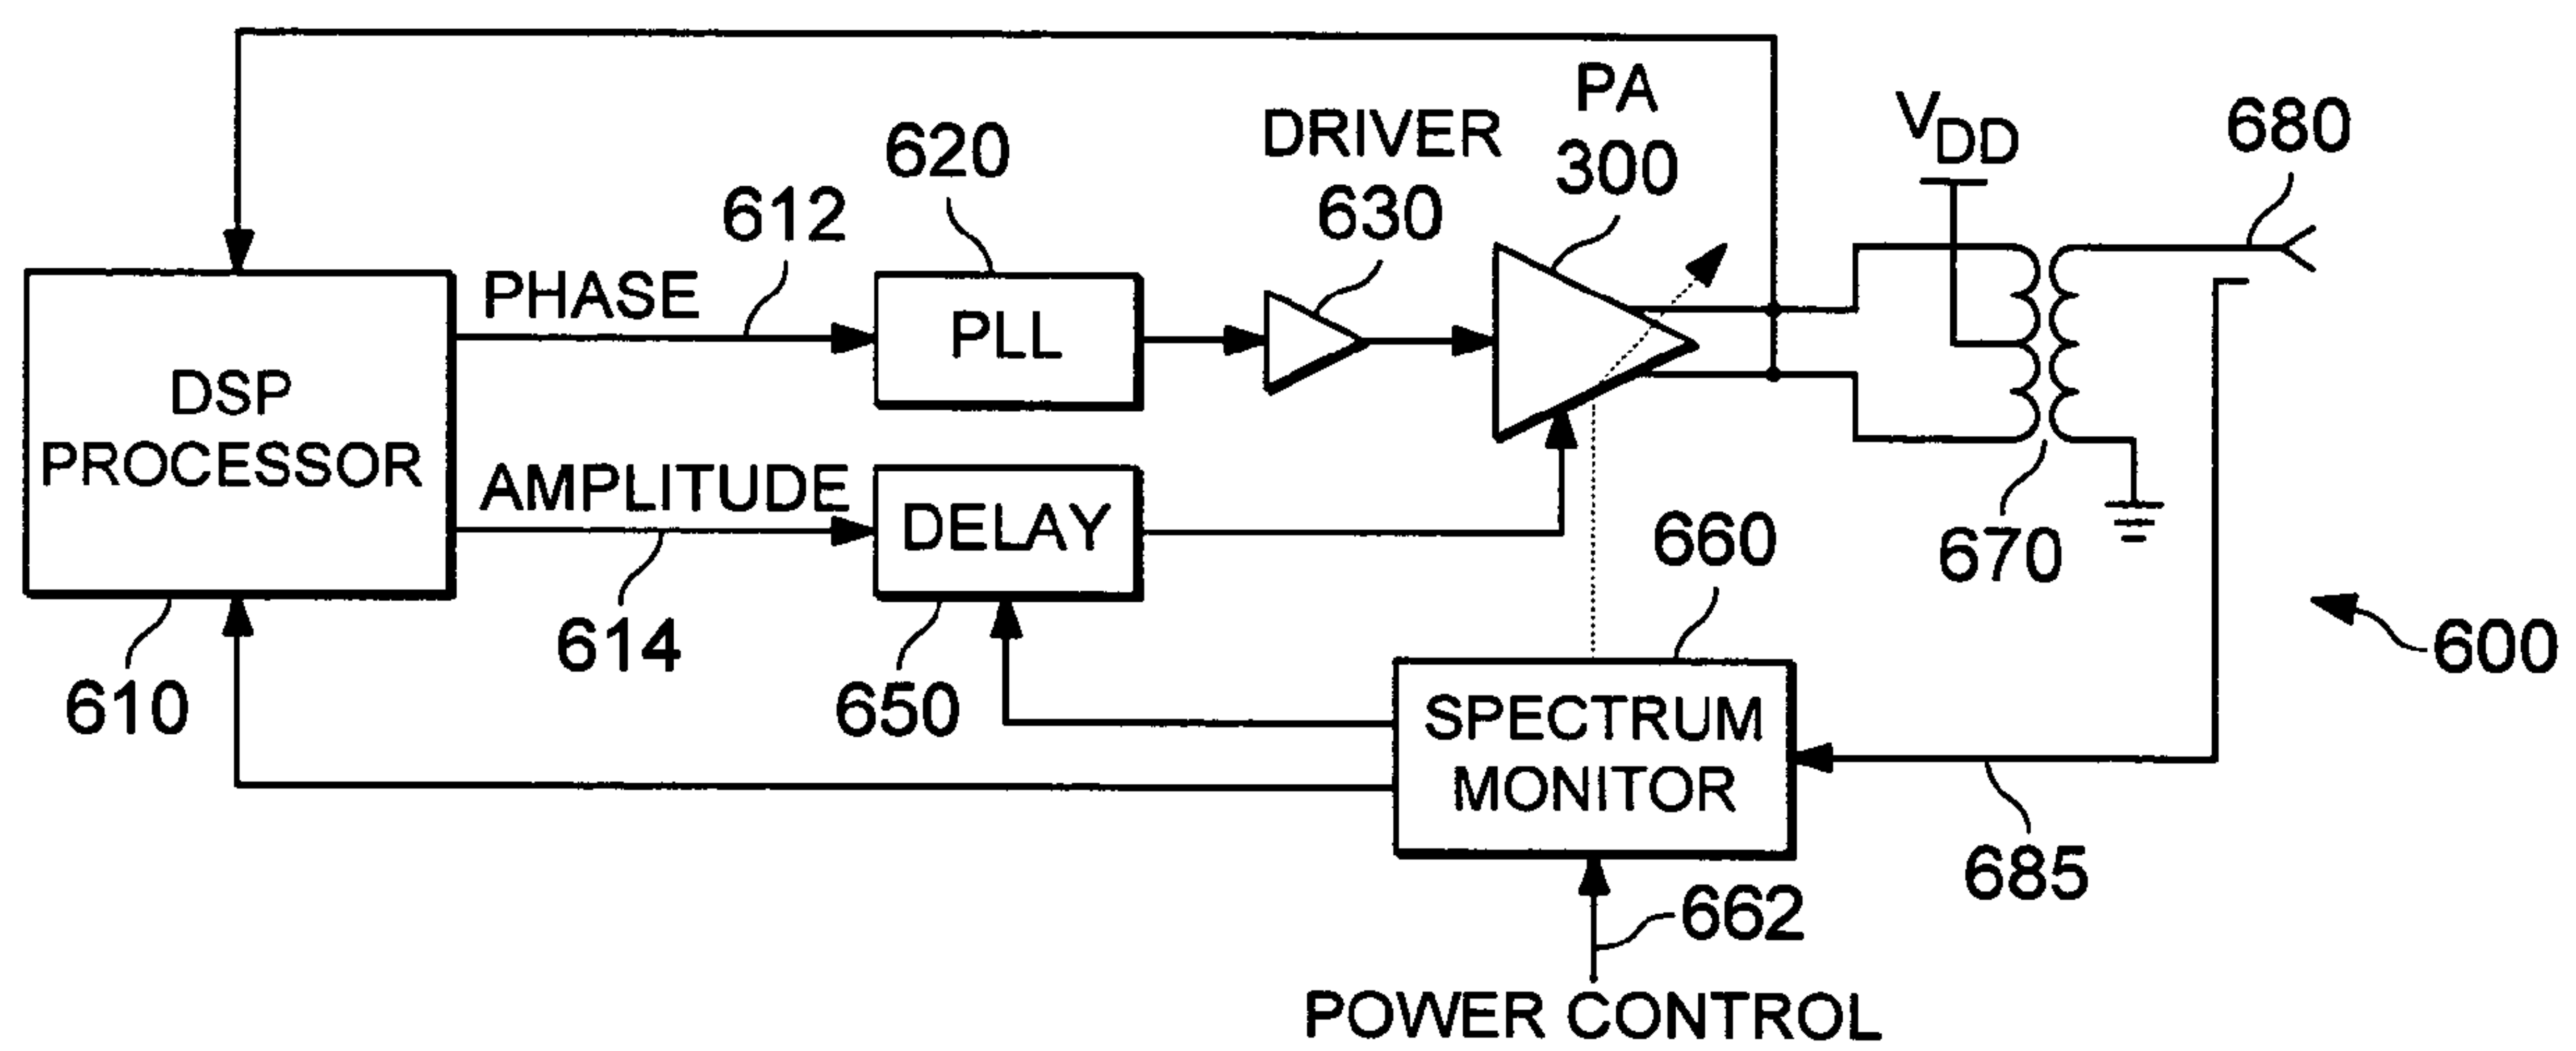 PA
300
DRIVER
630
V
DD
680
620
612
PHASE
PLL
DSP
PROCESSOR
AMPLITUDE
DELAY
614
610
650
660
670
600
SPECTRUM
MONITOR
685
662
POWER CONTROL